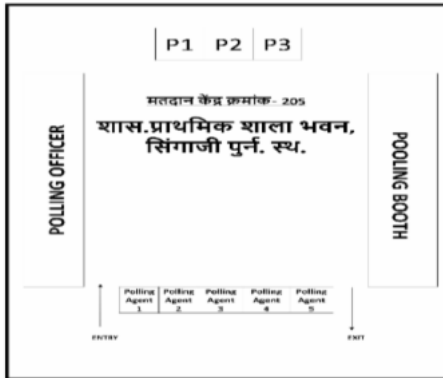 P1 P2 P3
मतदान केंद्र क्रमांक- 205
शास.प्राथमिक शाला भवन,
सिंगाजी पुर्न. स्थ.
POLLING OFFICER
POOLING BOOTH
Polling Agent 1
Polling Agent 2
Polling Agent 3
Polling Agent 4
Polling Agent 5
ENTRY
EXIT